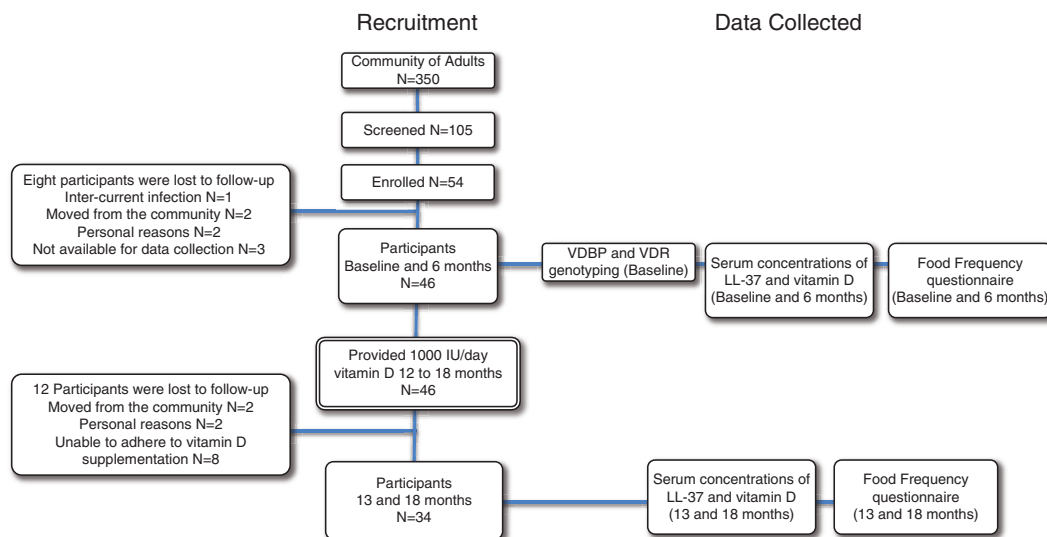 Recruitment
Data Collected
Community of Adults
N=350
Screened N=105
Enrolled N=54
Eight participants were lost to follow-up
Inter-current infection N=1
Moved from the community N=2
Personal reasons N=2
Not available for data collection N=3
Participants
Baseline and 6 months
N=46
VDBP and VDR
genotyping (Baseline)
Serum concentrations of
LL-37 and vitamin D
(Baseline and 6 months)
Food Frequency
questionnaire
(Baseline and 6 months)
Provided 1000 IU/day
vitamin D 12 to 18 months
N=46
12 Participants were lost to follow-up
Moved from the community N=2
Personal reasons N=2
Unable to adhere to vitamin D
supplementation N=8
Participants
13 and 18 months
N=34
Serum concentrations of
LL-37 and vitamin D
(13 and 18 months)
Food Frequency
questionnaire
(13 and 18 months)